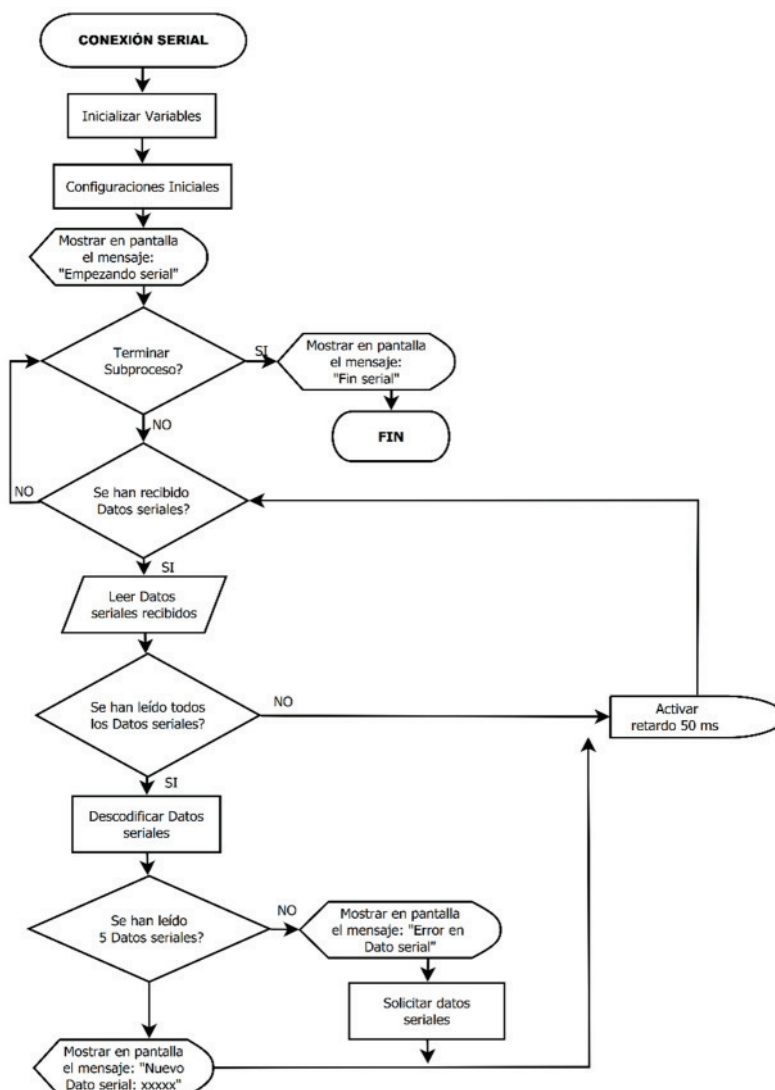 CONEXIÓN SERIAL
Inicializar Variables
Configuraciones Iniciales
Mostrar en pantalla
el mensaje:
"Empezando serial"
Terminar
Subproceso?
SI
Mostrar en pantalla
el mensaje:
"Fin serial"
FIN
NO
Se han recibido
Datos seriales?
NO
SI
Leer Datos
seriales recibidos
Se han leído todos
los Datos seriales?
NO
Activar
retardo 50 ms
SI
Descodificar Datos
seriales
Se han leído
5 Datos seriales?
NO
Mostrar en pantalla
el mensaje: "Error en
Dato serial"
Solicitar datos
seriales
Mostrar en pantalla
el mensaje: "Nuevo
Dato serial: xxxxx"